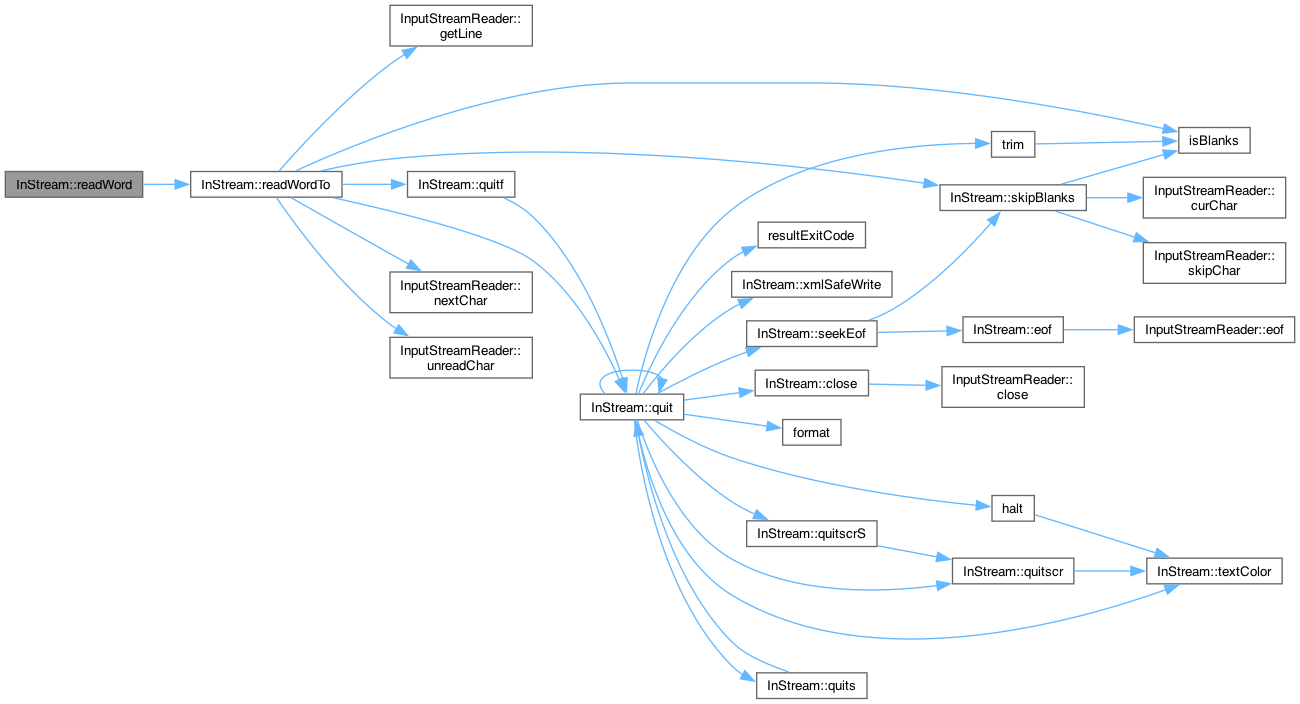 InputStreamReader::
getLine
InStream::readWord
InStream::readWordTo
InStream::quitf
InputStreamReader::
nextChar
InputStreamReader::
unreadChar
InStream::quit
trim
isBlanks
InStream::skipBlanks
InputStreamReader::
curChar
InputStreamReader::
skipChar
resultExitCode
InStream::xmlSafeWrite
InStream::seekEof
InStream::eof
InputStreamReader::eof
InStream::close
InputStreamReader::
close
format
halt
InStream::quitscrS
InStream::quitscr
InStream::textColor
InStream::quits